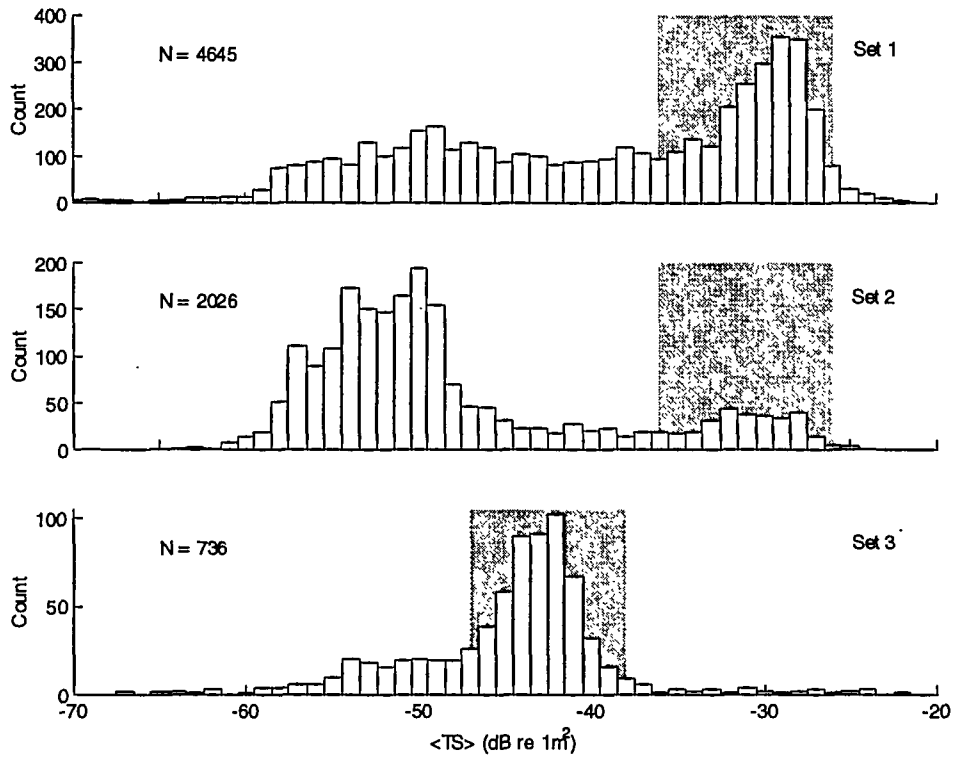 400
300
200
100
0
Count
N = 4645
Set 1
200
150
100
50
0
Count
N = 2026
Set 2
100
50
0
Count
N = 736
Set 3
-70 -60 -50 -40 -30 -20
<TS> (dB re 1m²)